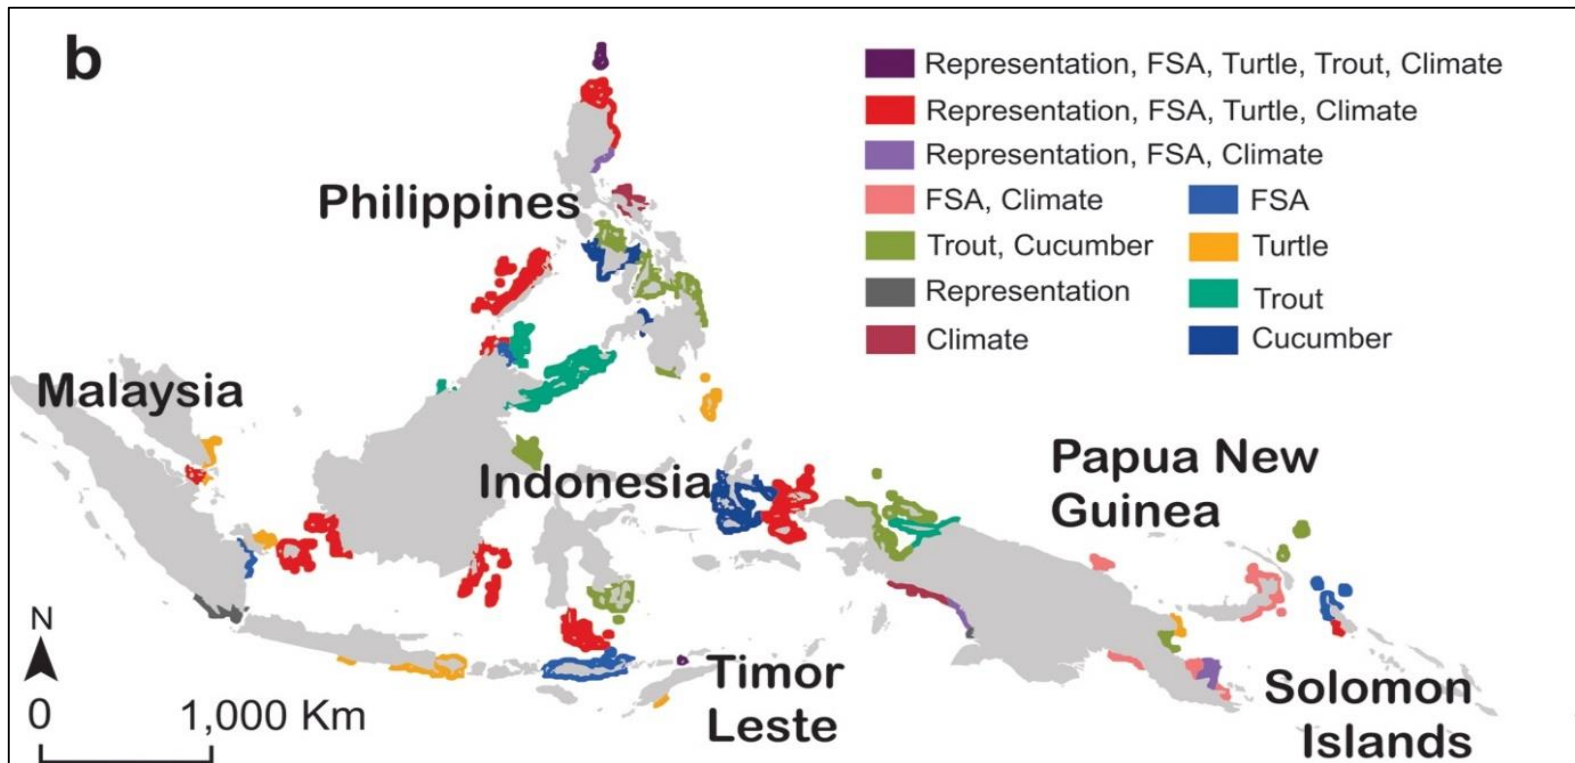 b
Representation, FSA, Turtle, Trout, Climate
Representation, FSA, Turtle, Climate
Representation, FSA, Climate
FSA, Climate
FSA
Trout, Cucumber
Turtle
Representation
Trout
Climate
Cucumber
Philippines
Malaysia
Indonesia
Papua New
Guinea
Timor
Leste
Solomon
Islands
N
0 1,000 Km